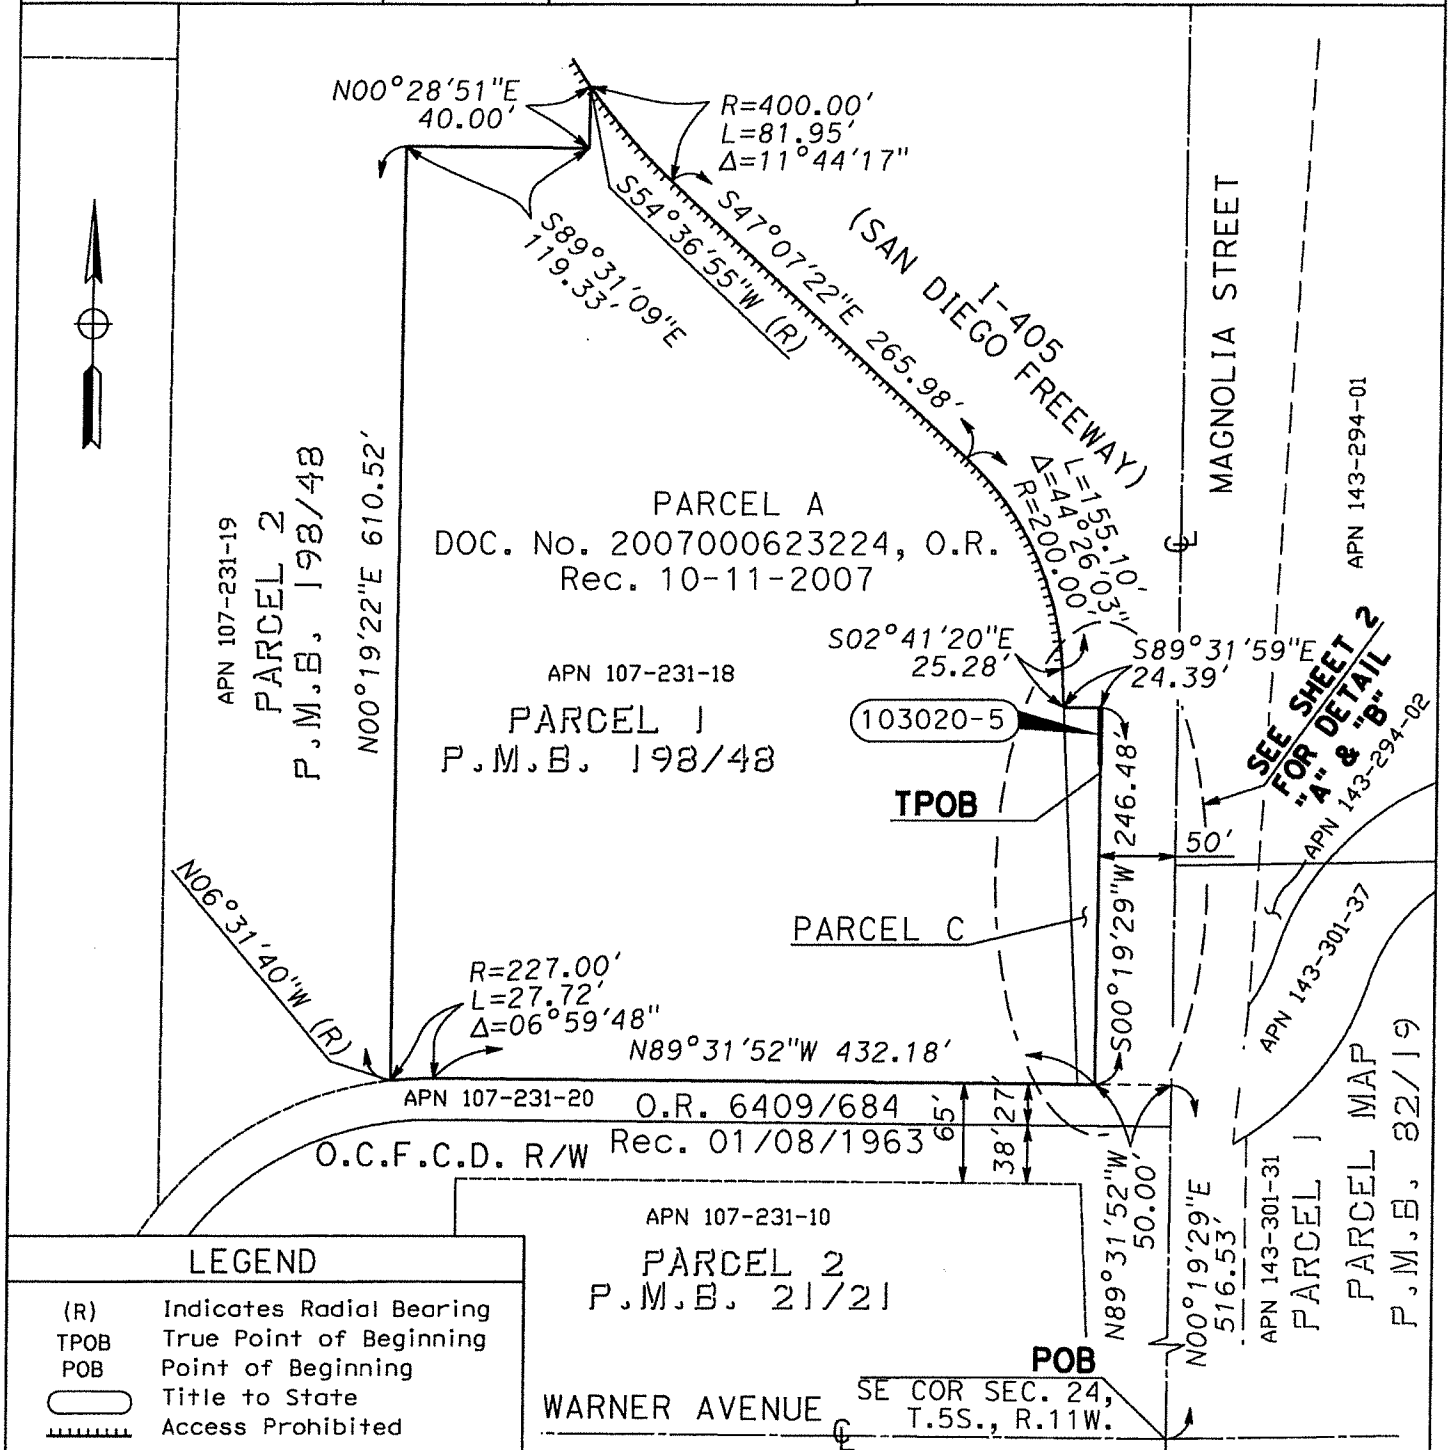 N00°28'51"E
40.00'
R=400.00'
L=81.95'
Δ=11°44'17"
S89°31'09"E
119.33'
S54°36'55"W (R)
S47°07'22"E 265.98'
I-405
(SAN DIEGO FREEWAY)
MAGNOLIA STREET
APN 143-294-01
L=155.10'
Δ=44°26'03"
R=200.00'
PARCEL A
DOC. No. 2007000623224, O.R.
Rec. 10-11-2007
APN 107-231-19
PARCEL 2
P.M.B. 198/48
N00°19'22"E 610.52'
APN 107-231-18
PARCEL 1
P.M.B. 198/48
S02°41'20"E
25.28'
S89°31'59"E
24.39'
103020-5
TPOB
SEE SHEET 2
FOR DETAIL
"A" & "B"
APN 143-294-02
S00°19'29"W 246.48'
50'
PARCEL C
APN 143-301-37
N06°31'40"W (R)
R=227.00'
L=27.72'
Δ=06°59'48"
N89°31'52"W 432.18'
APN 107-231-20
O.R. 6409/684
Rec. 01/08/1963
O.C.F.C.D. R/W
65'
27'
38'
N89°31'52"W
50.00'
N00°19'29"E
516.53'
APN 143-301-31
PARCEL 1
PARCEL MAP
P.M.B. 82/19
APN 107-231-10
PARCEL 2
P.M.B. 21/21
POB
SE COR SEC. 24,
T.5S., R.11W.
WARNER AVENUE
LEGEND
(R) Indicates Radial Bearing
TPOB True Point of Beginning
POB Point of Beginning
Title to State
Access Prohibited